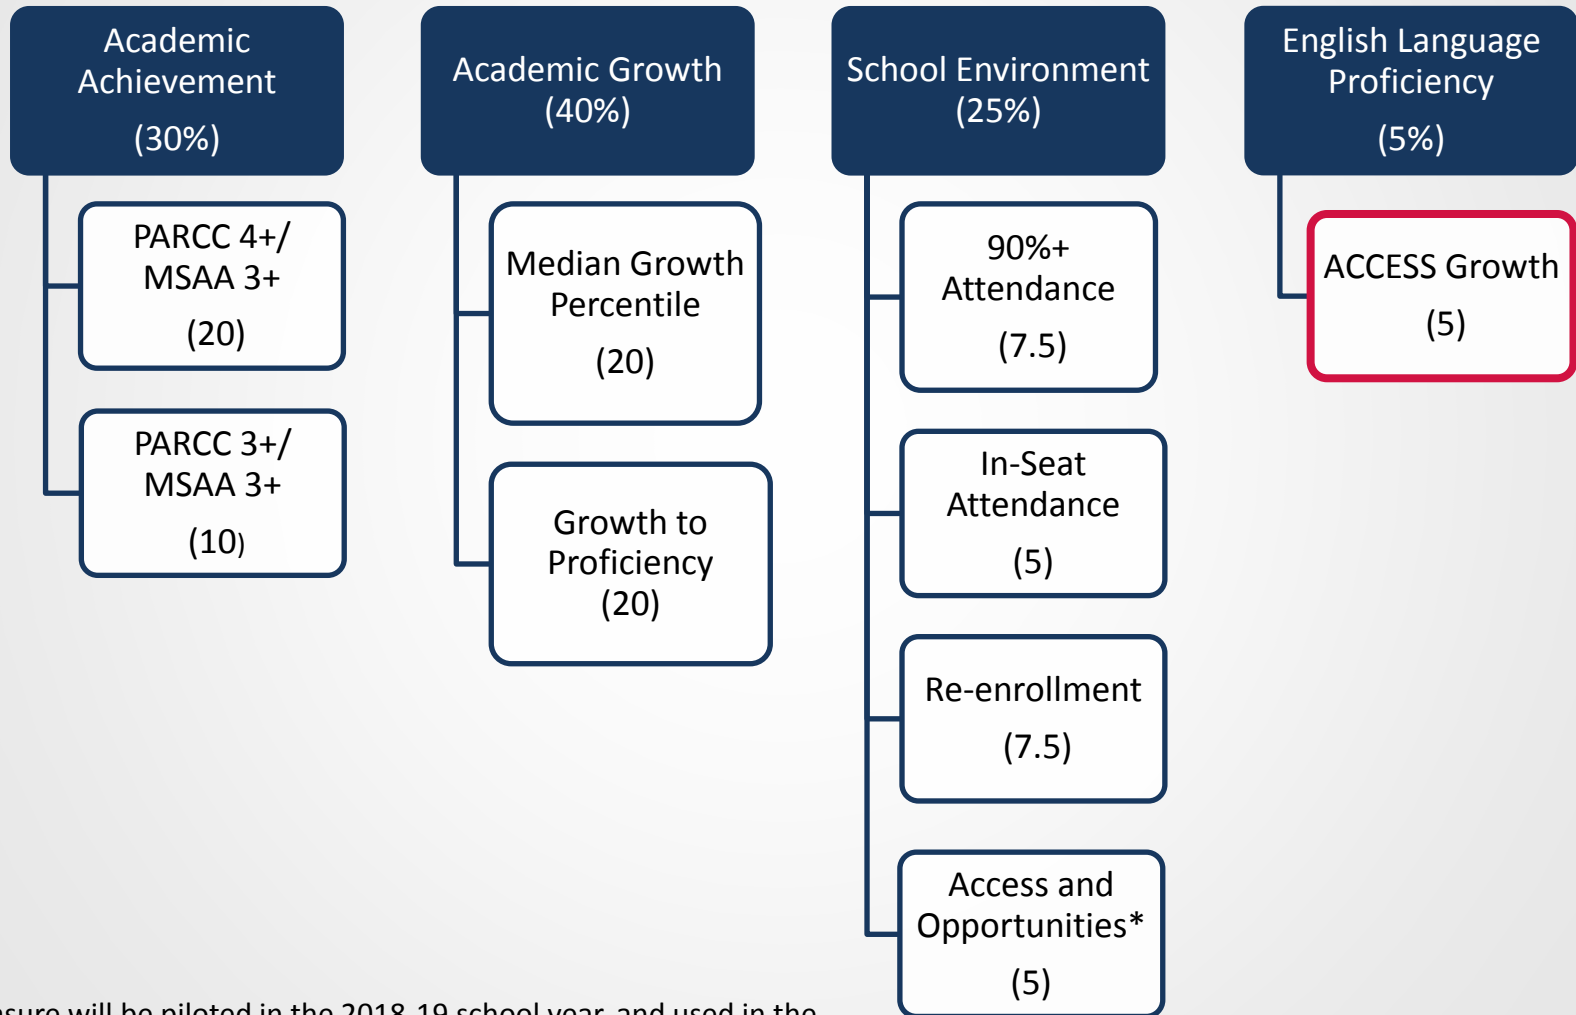 Academic
Achievement
(30%)
PARCC 4+/
MSAA 3+
(20)
PARCC 3+/
MSAA 3+
(10)
Academic Growth
(40%)
Median Growth
Percentile
(20)
Growth to
Proficiency
(20)
School Environment
(25%)
90%+
Attendance
(7.5)
In-Seat
Attendance
(5)
Re-enrollment
(7.5)
Access and
Opportunities*
(5)
English Language
Proficiency
(5%)
ACCESS Growth
(5)
will be piloted in the 2018-19 school year, and used in the